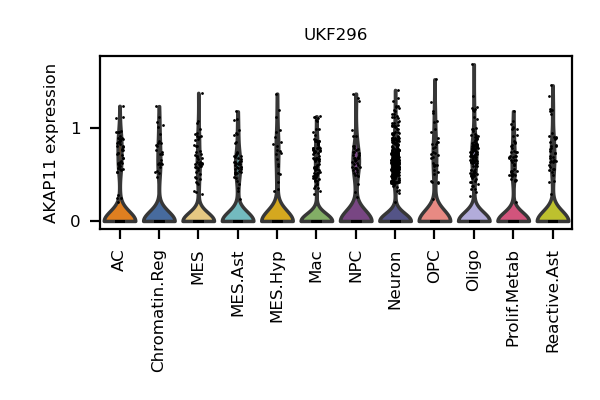 UKF296
AKAP11 expression
1
0
AC
Chromatin.Reg
MES
MES.Ast
MES.Hyp
Mac
NPC
Neuron
OPC
Oligo
Prolif.Metab
Reactive.Ast